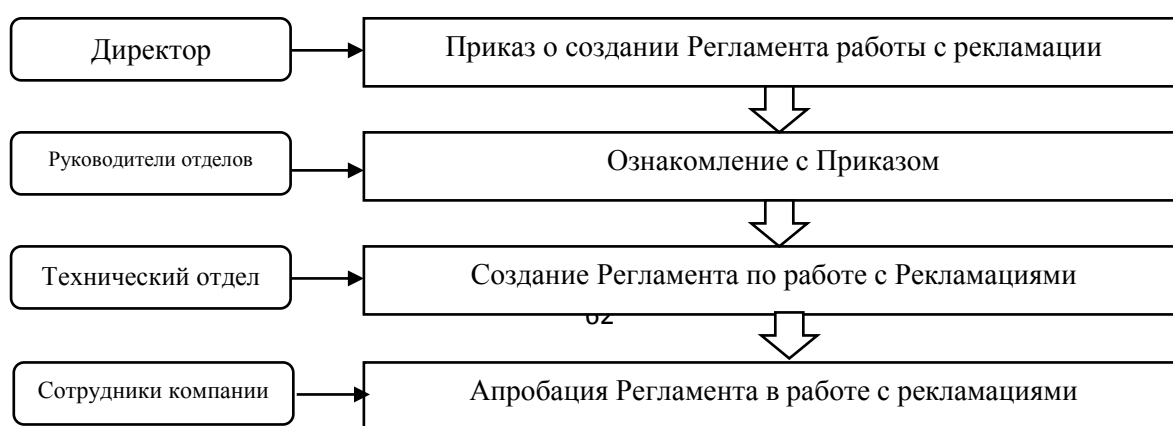 Директор
Приказ о создании Регламента работы с рекламации
Руководители отделов
Ознакомление с Приказом
Технический отдел
Создание Регламента по работе с Рекламациями
Сотрудники компании
Апробация Регламента в работе с рекламациями